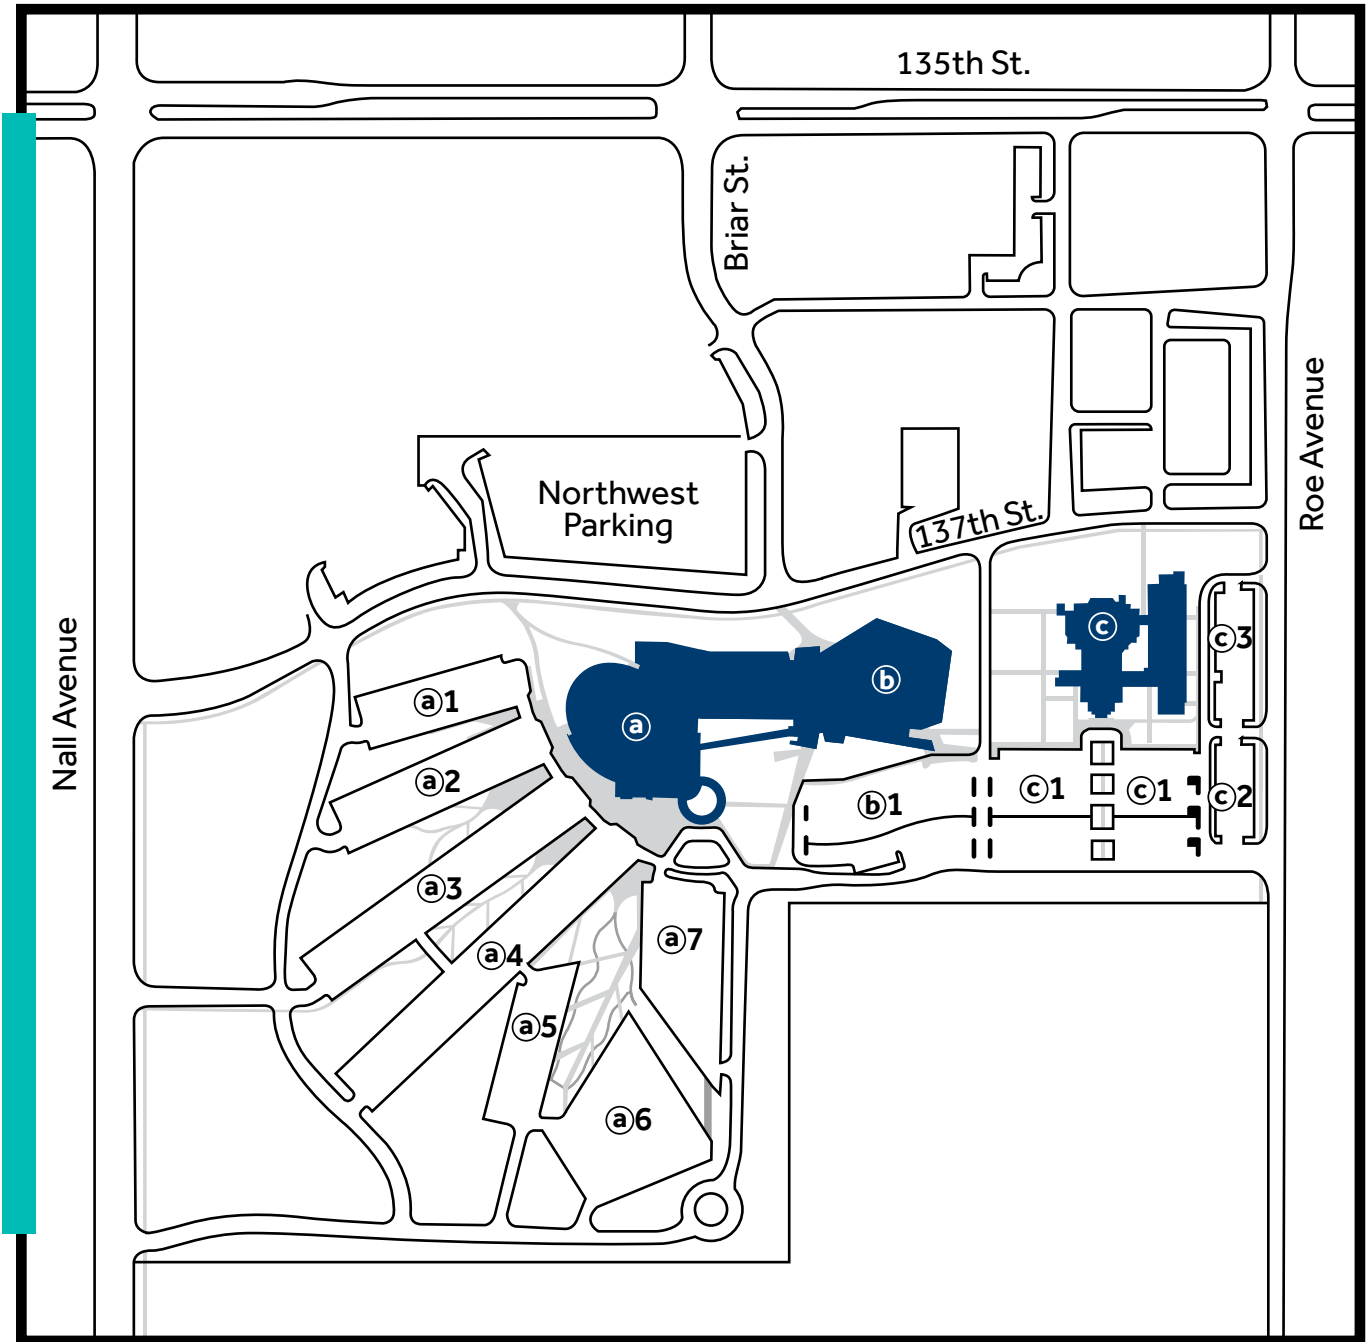 135th St.
Briar St.
Roe Avenue
Northwest
Parking
137th St.
Nall Avenue
c
c3
b
a1
a
a2
c1
c1
c2
b1
a3
a7
a4
a5
a6